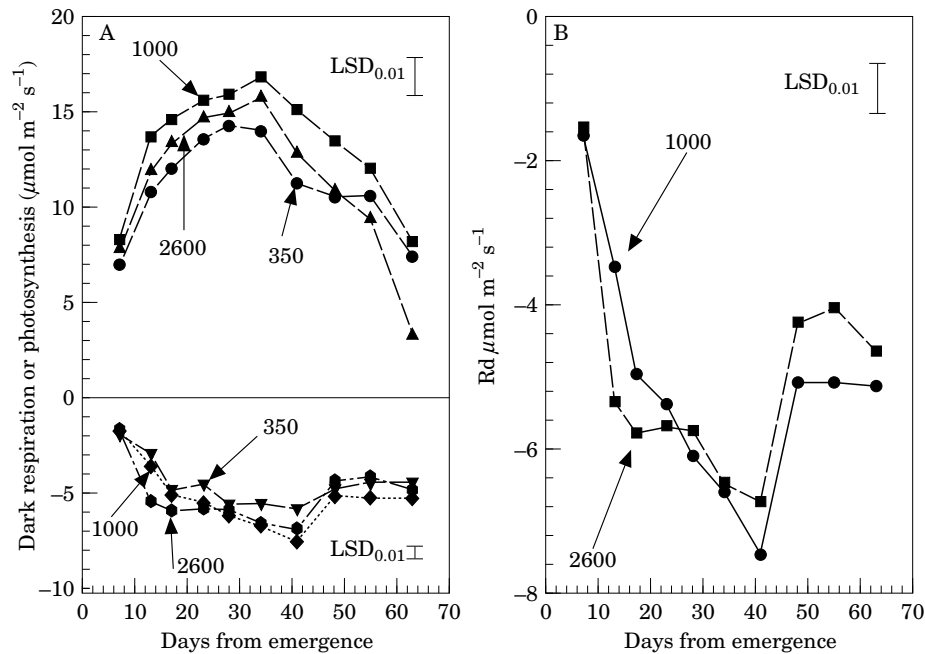 A
20
15
10
5
0
−5
−10
Dark respiration or photosynthesis (μmol m−2 s−1)
1000
LSD0.01
2600
350
350
1000
2600
LSD0.01
0 10 20 30 40 50 60 70
Days from emergence
B
0
−2
−4
−6
−8
Rd μmol m−2 s−1
LSD0.01
1000
2600
0 10 20 30 40 50 60 70
Days from emergence